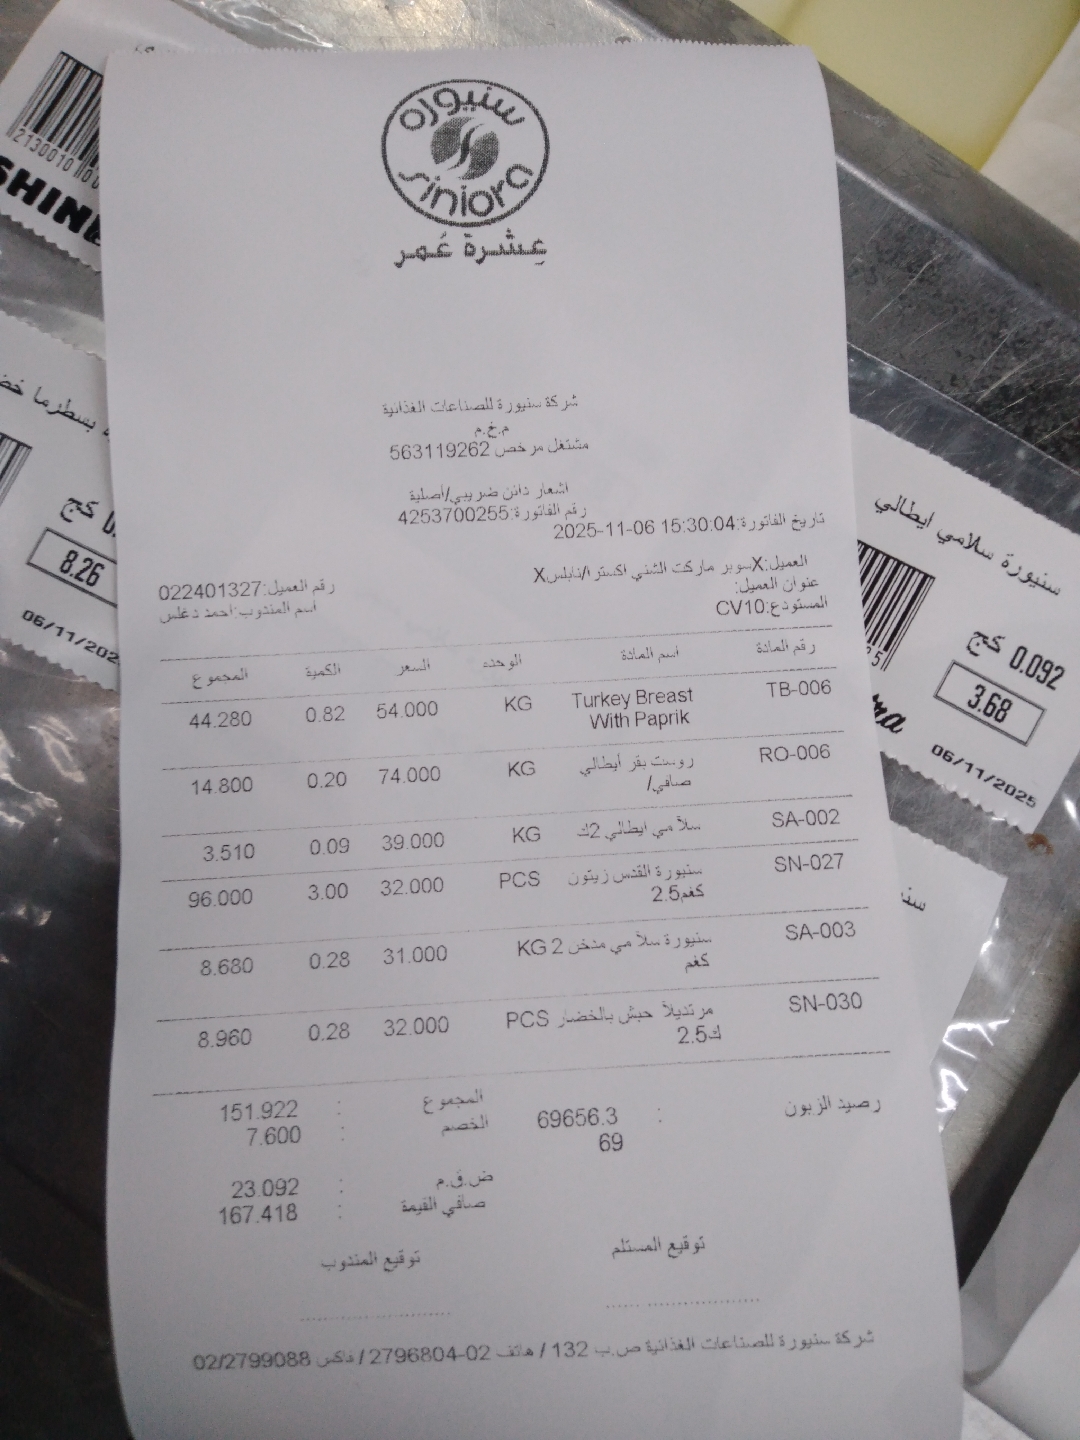 سنيوره
siniora
عِشرة عُمر
شركة سنيورة للصناعات الغذائية
م.خ.م
مشتغل مرخص 563119262
اشعار دائن ضريبي/أصلية
رقم الفاتورة:4253700255
تاريخ الفاتورة:2025-11-06 15:30:04
العميل:Xسوبر ماركت الشني اكسترا/نابلسX
عنوان العميل:
رقم العميل:022401327
المستودع:CV10
اسم المندوب:احمد دغلس
رقم المادة اسم المادة الوحده السعر الكمية المجموع
TB-006 Turkey Breast KG 54.000 0.82 44.280
With Paprik
RO-006 روست بقر أيطالي KG 74.000 0.20 14.800
صافي/
SA-002 سلامي ايطالي 2ك KG 39.000 0.09 3.510
SN-027 سنيورة القدس زيتون PCS 32.000 3.00 96.000
2.5كغم
SA-003 سنيورة سلامي مدخن 2 KG 31.000 0.28 8.680
كغم
SN-030 مرتديلا حبش بالخضار PCS 32.000 0.28 8.960
2.5ك
رصيد الزبون : 69656.3
69
المجموع : 151.922
الخصم : 7.600
ض.ق.م : 23.092
صافي القيمة : 167.418
توقيع المستلم
توقيع المندوب
شركة سنيورة للصناعات الغذائية ص.ب 132 / هاتف 02-2796804 / فاكس 02/2799088
2130010
بسطرما
كج
8.26
06/11/202
سنيورة سلامي ايطالي
0.092 كج
3.68
06/11/2025